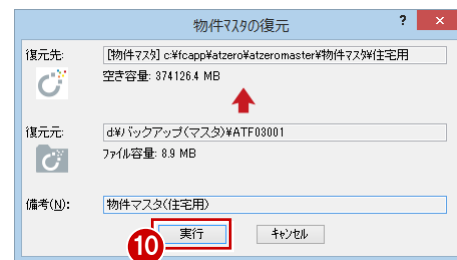 物件ﾏｽﾀの復元
? ×
復元先:
[物件ﾏｽﾀ] c:¥fcapp¥atzero¥atzeromaster¥物件マスタ¥住宅用
空き容量: 374126.4 MB
復元元:
d:¥バックアップ(マスタ)¥ATF03001
ﾌｧｲﾙ容量: 8.9 MB
備考(N):
物件マスタ(住宅用)
10
実行
ｷｬﾝｾﾙ